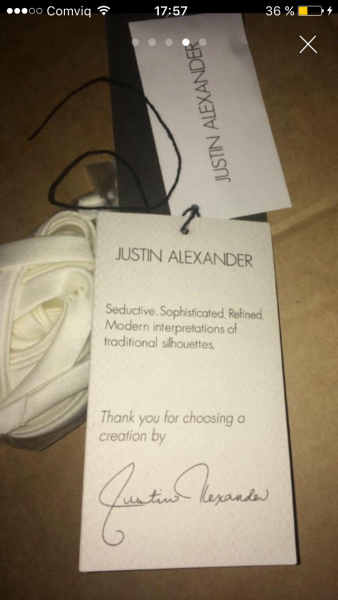 Comviq 17:57 36 %
JUSTIN ALEXANDER
JUSTIN ALEXANDER
Seductive. Sophisticated. Refined.
Modern interpretations of
traditional silhouettes.
Thank you for choosing a
creation by
Justin Alexander